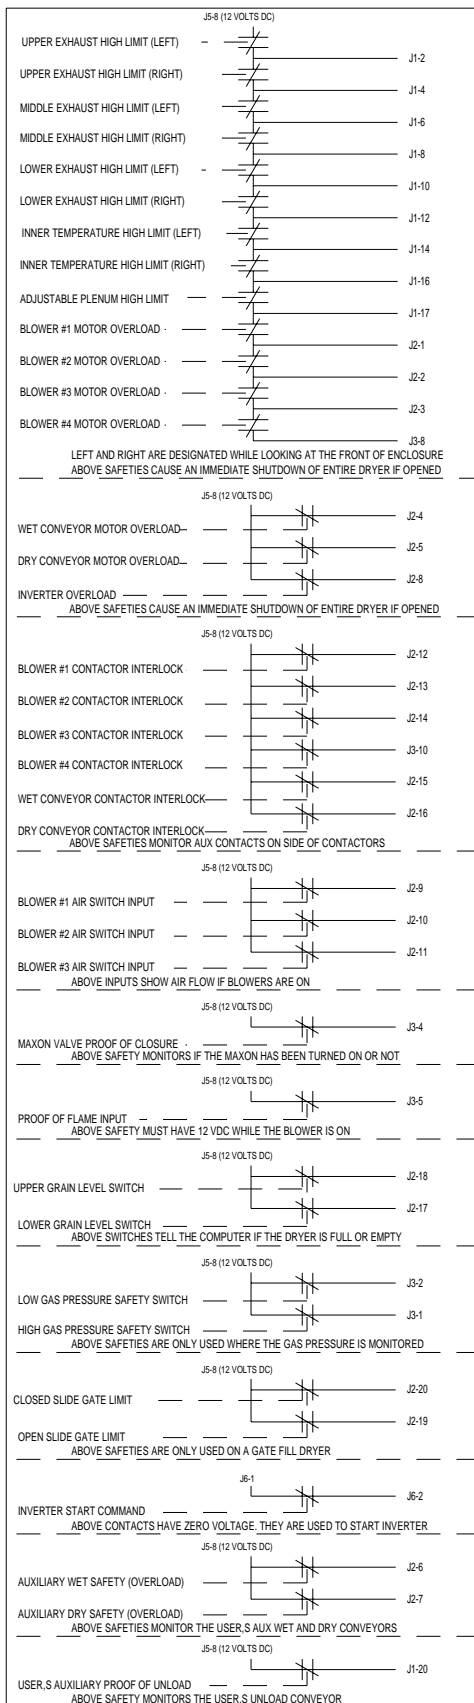 J5-8 (12 VOLTS DC)
UPPER EXHAUST HIGH LIMIT (LEFT)
J1-2
UPPER EXHAUST HIGH LIMIT (RIGHT)
J1-4
MIDDLE EXHAUST HIGH LIMIT (LEFT)
J1-6
MIDDLE EXHAUST HIGH LIMIT (RIGHT)
J1-8
LOWER EXHAUST HIGH LIMIT (LEFT)
J1-10
LOWER EXHAUST HIGH LIMIT (RIGHT)
J1-12
INNER TEMPERATURE HIGH LIMIT (LEFT)
J1-14
INNER TEMPERATURE HIGH LIMIT (RIGHT)
J1-16
ADJUSTABLE PLENUM HIGH LIMIT
J1-17
BLOWER #1 MOTOR OVERLOAD
J2-1
BLOWER #2 MOTOR OVERLOAD
J2-2
BLOWER #3 MOTOR OVERLOAD
J2-3
BLOWER #4 MOTOR OVERLOAD
J3-8
LEFT AND RIGHT ARE DESIGNATED WHILE LOOKING AT THE FRONT OF ENCLOSURE
ABOVE SAFETIES CAUSE AN IMMEDIATE SHUTDOWN OF ENTIRE DRYER IF OPENED
J5-8 (12 VOLTS DC)
J2-4
WET CONVEYOR MOTOR OVERLOAD
J2-5
DRY CONVEYOR MOTOR OVERLOAD
J2-8
INVERTER OVERLOAD
ABOVE SAFETIES CAUSE AN IMMEDIATE SHUTDOWN OF ENTIRE DRYER IF OPENED
J5-8 (12 VOLTS DC)
J2-12
BLOWER #1 CONTACTOR INTERLOCK
J2-13
BLOWER #2 CONTACTOR INTERLOCK
J2-14
BLOWER #3 CONTACTOR INTERLOCK
J3-10
BLOWER #4 CONTACTOR INTERLOCK
J2-15
WET CONVEYOR CONTACTOR INTERLOCK
J2-16
DRY CONVEYOR CONTACTOR INTERLOCK
ABOVE SAFETIES MONITOR AUX CONTACTS ON SIDE OF CONTACTORS
J5-8 (12 VOLTS DC)
J2-9
BLOWER #1 AIR SWITCH INPUT
J2-10
BLOWER #2 AIR SWITCH INPUT
J2-11
BLOWER #3 AIR SWITCH INPUT
ABOVE INPUTS SHOW AIR FLOW IF BLOWERS ARE ON
J5-8 (12 VOLTS DC)
J3-4
MAXON VALVE PROOF OF CLOSURE
ABOVE SAFETY MONITORS IF THE MAXON HAS BEEN TURNED ON OR NOT
J5-8 (12 VOLTS DC)
J3-5
PROOF OF FLAME INPUT
ABOVE SAFETY MUST HAVE 12 VDC WHILE THE BLOWER IS ON
J5-8 (12 VOLTS DC)
J2-18
UPPER GRAIN LEVEL SWITCH
J2-17
LOWER GRAIN LEVEL SWITCH
ABOVE SWITCHES TELL THE COMPUTER IF THE DRYER IS FULL OR EMPTY
J5-8 (12 VOLTS DC)
J3-2
LOW GAS PRESSURE SAFETY SWITCH
J3-1
HIGH GAS PRESSURE SAFETY SWITCH
ABOVE SAFETIES ARE ONLY USED WHERE THE GAS PRESSURE IS MONITORED
J5-8 (12 VOLTS DC)
J2-20
CLOSED SLIDE GATE LIMIT
J2-19
OPEN SLIDE GATE LIMIT
ABOVE SAFETIES ARE ONLY USED ON A GATE FILL DRYER
J6-1
J6-2
INVERTER START COMMAND
ABOVE CONTACTS HAVE ZERO VOLTAGE. THEY ARE USED TO START INVERTER
J5-8 (12 VOLTS DC)
J2-6
AUXILIARY WET SAFETY (OVERLOAD)
J2-7
AUXILIARY DRY SAFETY (OVERLOAD)
ABOVE SAFETIES MONITOR THE USER,S AUX WET AND DRY CONVEYORS
J5-8 (12 VOLTS DC)
J1-20
USER,S AUXILIARY PROOF OF UNLOAD
ABOVE SAFETY MONITORS THE USER,S UNLOAD CONVEYOR